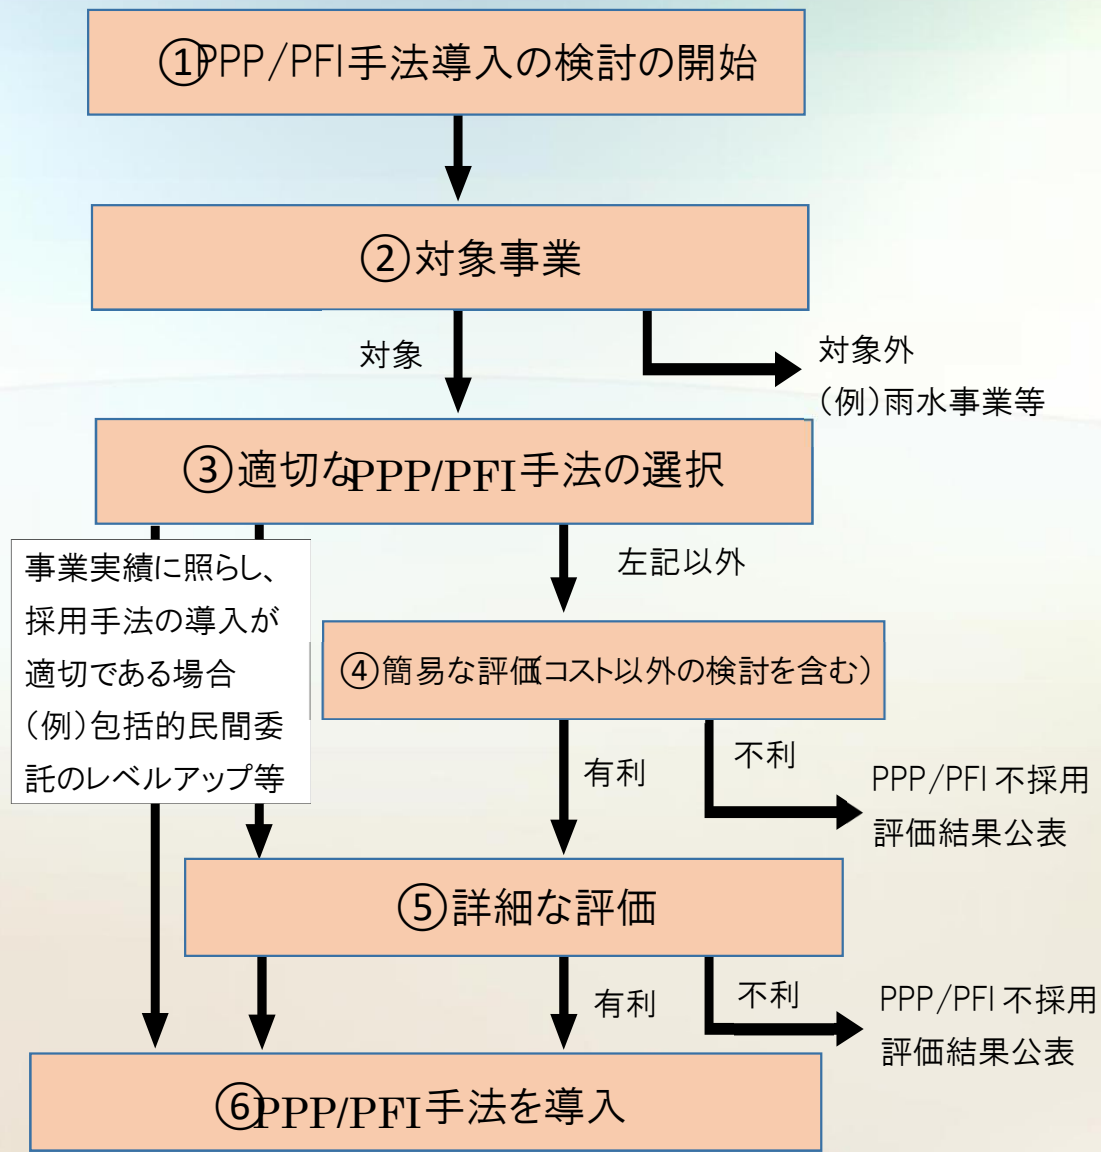 ①PPP/PFI手法導入の検討の開始
②対象事業
対象
対象外
（例）雨水事業等
③適切なPPP/PFI手法の選択
事業実績に照らし、
採用手法の導入が
適切である場合
（例）包括的民間委
託のレベルアップ等
左記以外
④簡易な評価（コスト以外の検討を含む）
有利
不利
PPP/PFI不採用
評価結果公表
⑤詳細な評価
有利
不利
PPP/PFI不採用
評価結果公表
⑥PPP/PFI手法を導入